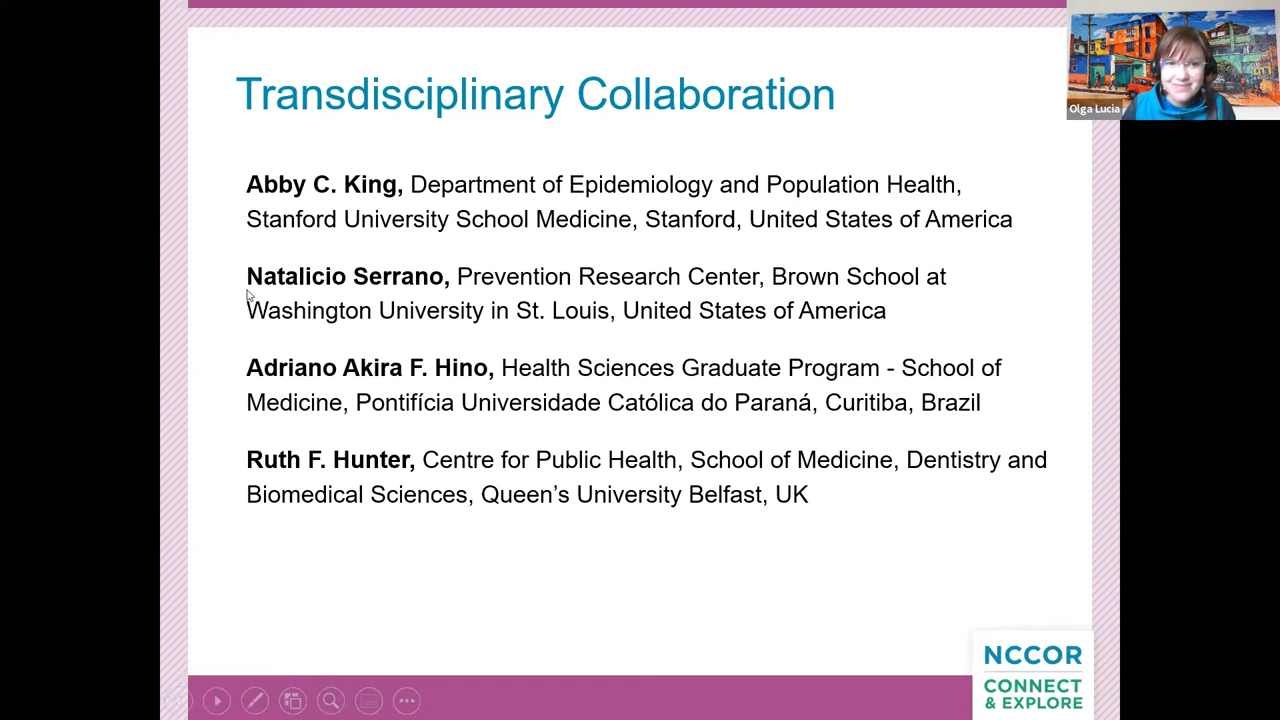 Transdisciplinary Collaboration
Olga Lucia
Abby C. King, Department of Epidemiology and Population Health,
Stanford University School Medicine, Stanford, United States of America
Natalicio Serrano, Prevention Research Center, Brown School at
Washington University in St. Louis, United States of America
Adriano Akira F. Hino, Health Sciences Graduate Program - School of
Medicine, Pontifícia Universidade Católica do Paraná, Curitiba, Brazil
Ruth F. Hunter, Centre for Public Health, School of Medicine, Dentistry and
Biomedical Sciences, Queen’s University Belfast, UK
NCCOR
CONNECT
& EXPLORE